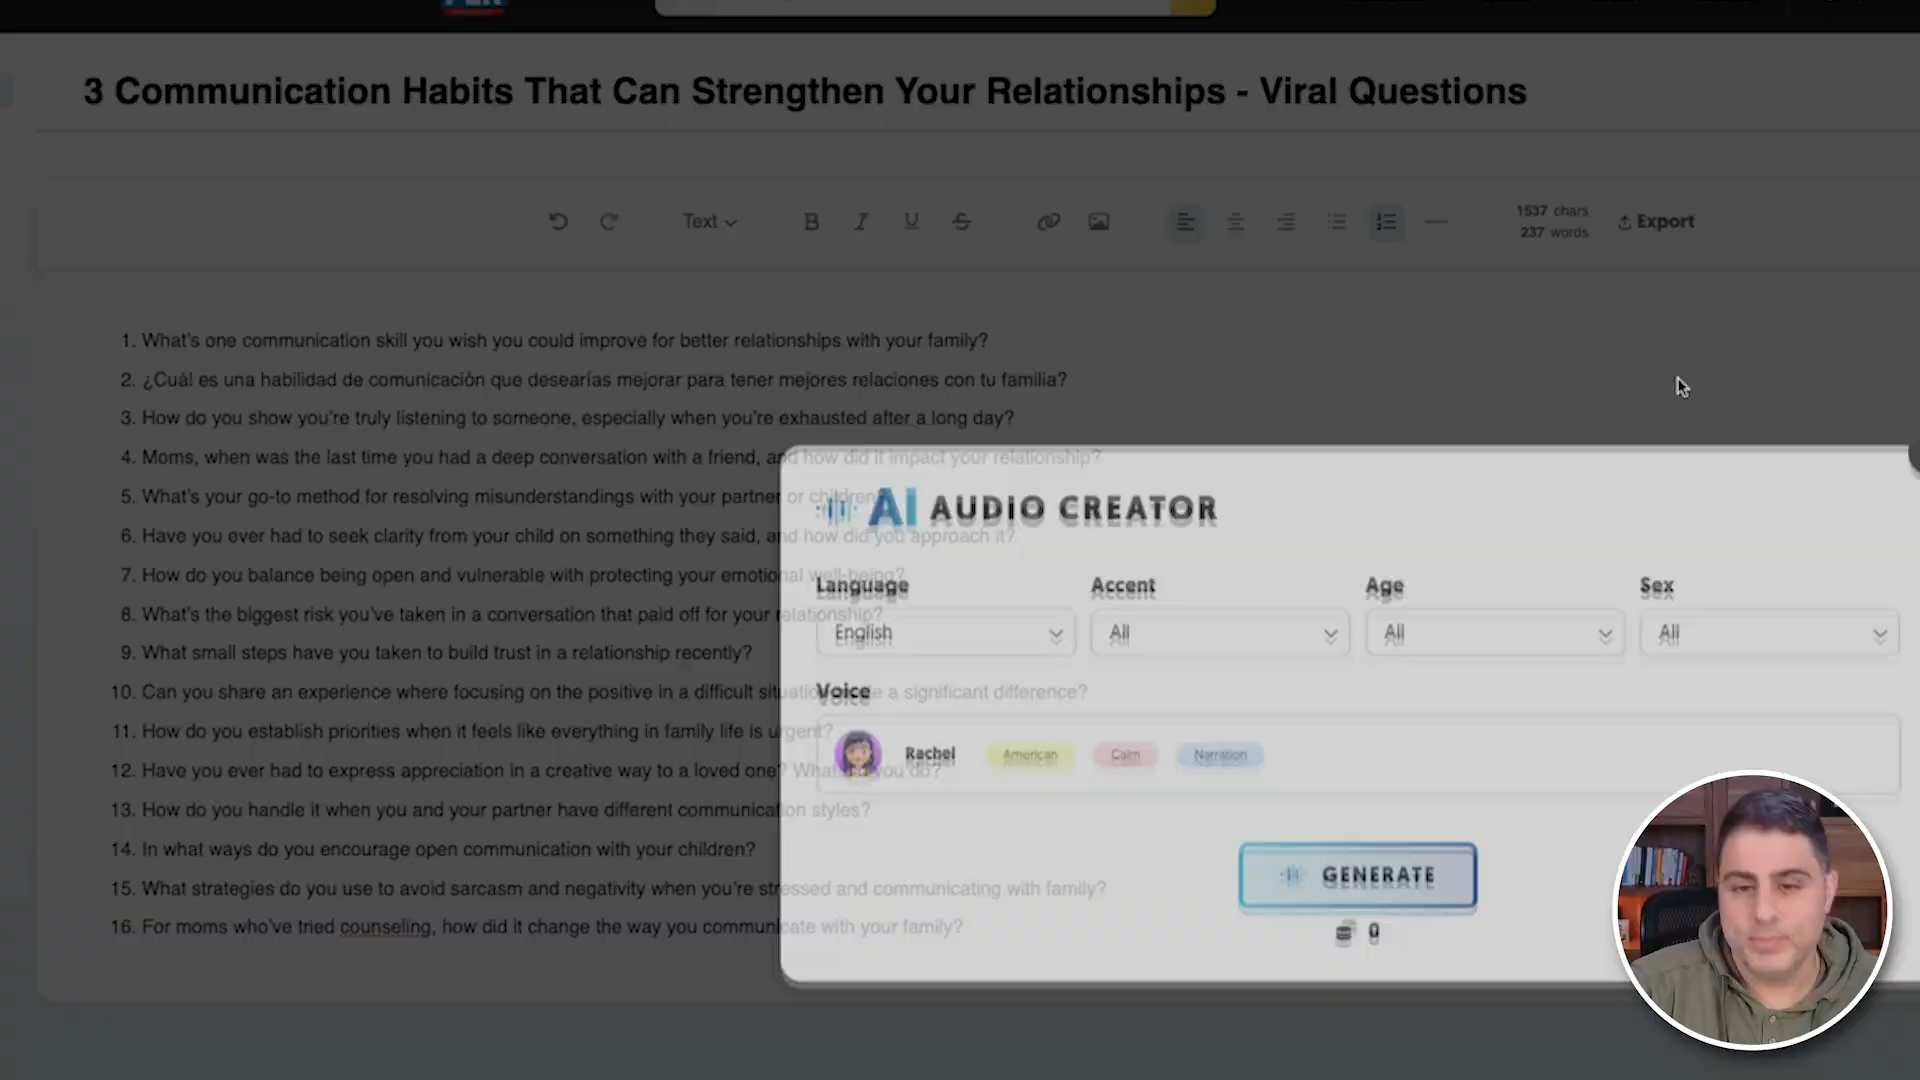 3 Communication Habits That Can Strengthen Your Relationships - Viral Questions
Text
B I U S
1537 chars
237 words
Export
1. What's one communication skill you wish you could improve for better relationships with your family?
2. ¿Cuál es una habilidad de comunicación que desearías mejorar para tener mejores relaciones con tu familia?
3. How do you show you're truly listening to someone, especially when you're exhausted after a long day?
4. Moms, when was the last time you had a deep conversation with a friend, and how did it impact your relationship?
5. What's your go-to method for resolving misunderstandings with your partner or children?
6. Have you ever had to seek clarity from your child on something they said, and how did you approach it?
7. How do you balance being open and vulnerable with protecting your emotional well-being?
8. What's the biggest risk you've taken in a conversation that paid off for your relationship?
9. What small steps have you taken to build trust in a relationship recently?
10. Can you share an experience where focusing on the positive in a difficult situation a significant difference?
11. How do you establish priorities when it feels like everything in family life is urgent?
12. Have you ever had to express appreciation in a creative way to a loved one? What you do?
13. How do you handle it when you and your partner have different communication styles?
14. In what ways do you encourage open communication with your children?
15. What strategies do you use to avoid sarcasm and negativity when you're stressed and communicating with family?
16. For moms who've tried counseling, how did it change the way you communicate with your family?
AI AUDIO CREATOR
Language Accent Age Sex
English All All All
Voice
Rachel American Calm Narration
GENERATE
0